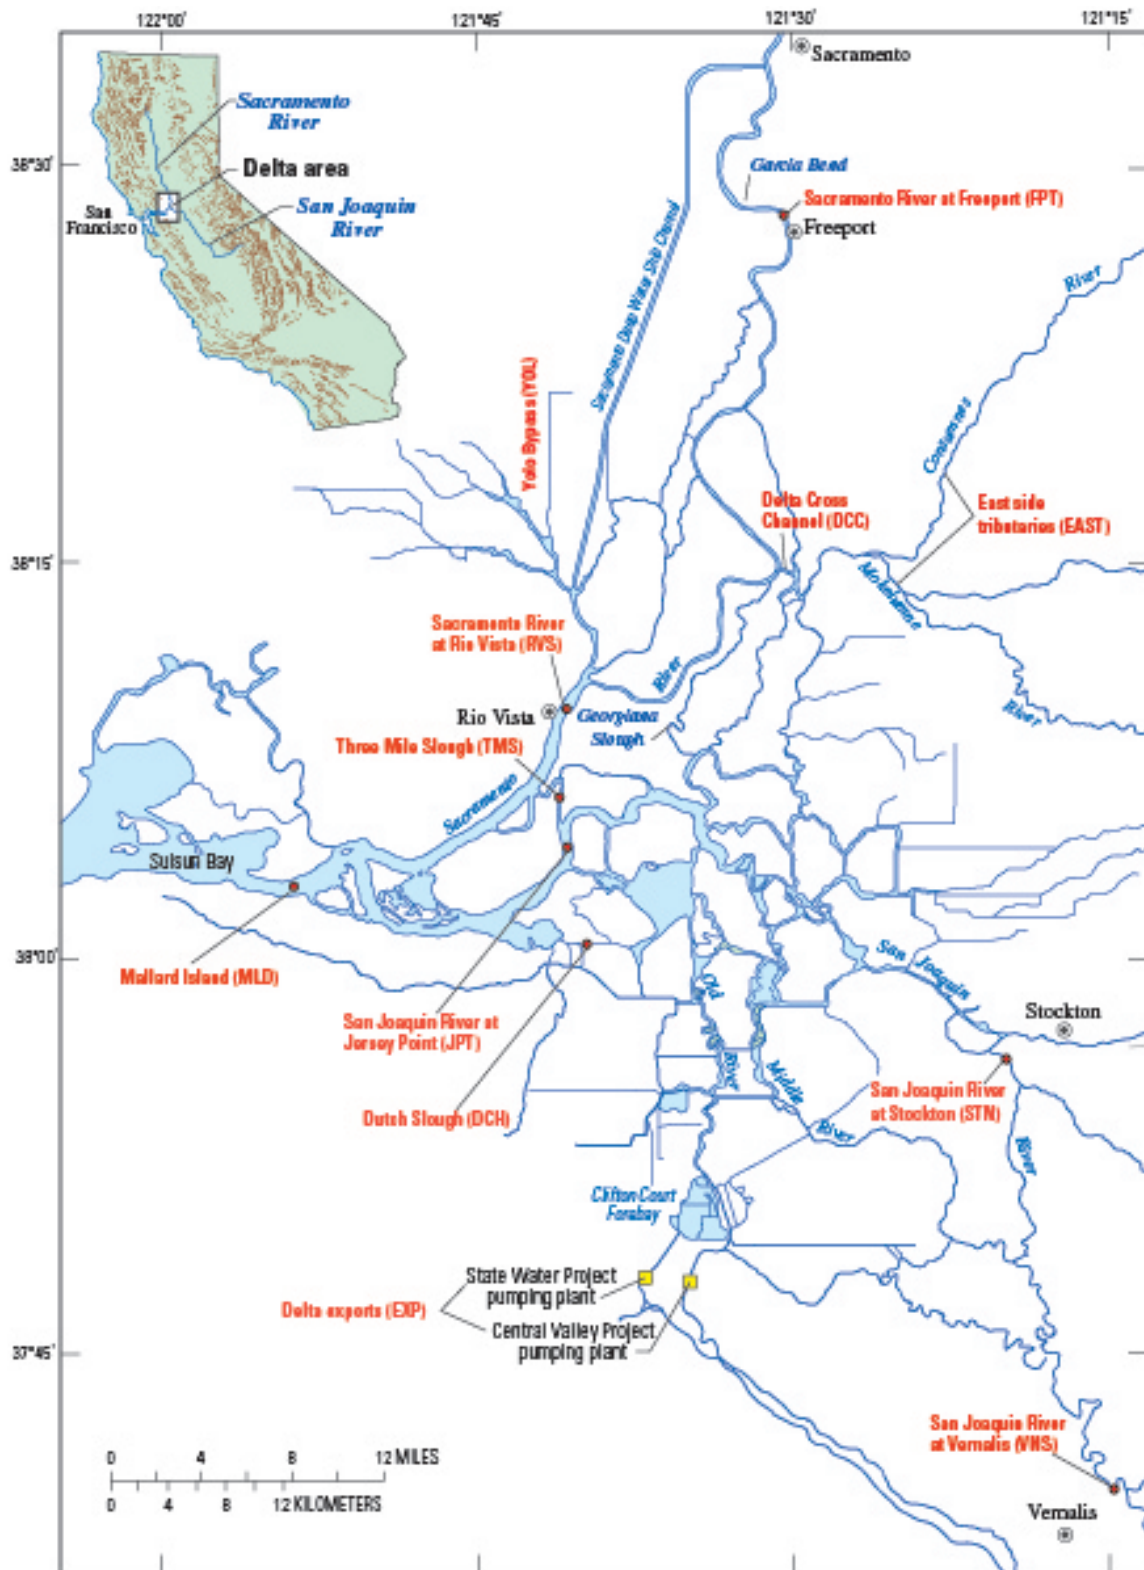 122°00'
121°45'
121°30'
121°15'
Sacramento
Sacramento
River
38°30'
Delta area
San
Francisco
San Joaquin
River
Garcia Bend
Sacramento River at Freeport (FPT)
Freeport
Sacramento Deep Water Ship Channel
River
Yolo Bypass (YOL)
Cosumnes
Delta Cross
Channel (DCC)
East side
tributaries (EAST)
38°15'
Mokelumne
Sacramento River
at Rio Vista (RVS)
River
River
Rio Vista
Georgiana
Slough
Three Mile Slough (TMS)
Sacramento
Suisun Bay
38°00'
Mallard Island (MLD)
San Joaquin
Old
Stockton
San Joaquin River at
Jersey Point (JPT)
River
Middle
San Joaquin River
at Stockton (STN)
Dutch Slough (DCH)
River
River
Clifton Court
Forebay
State Water Project
pumping plant
Delta exports (EXP)
Central Valley Project
pumping plant
37°45'
San Joaquin River
at Vernalis (VNS)
0 4 8 12 MILES
0 4 8 12 KILOMETERS
Vernalis